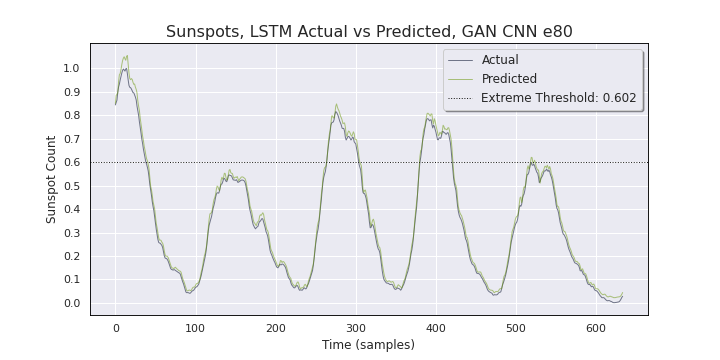 Sunspots, LSTM Actual vs Predicted, GAN CNN e80
Actual
Predicted
Extreme Threshold: 0.602
Sunspot Count
1.0
0.9
0.8
0.7
0.6
0.5
0.4
0.3
0.2
0.1
0.0
0 100 200 300 400 500 600
Time (samples)